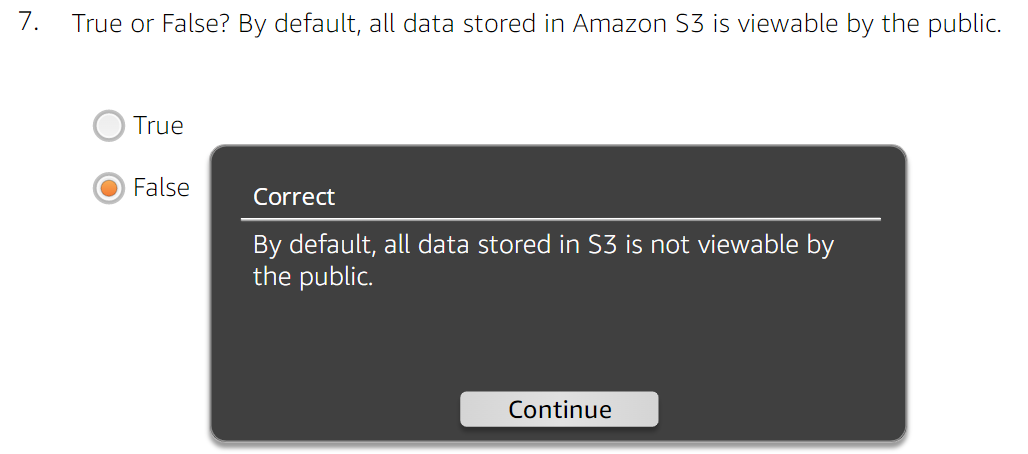 7. True or False? By default, all data stored in Amazon S3 is viewable by the public.
True
False
Correct
By default, all data stored in S3 is not viewable by
the public.
Continue